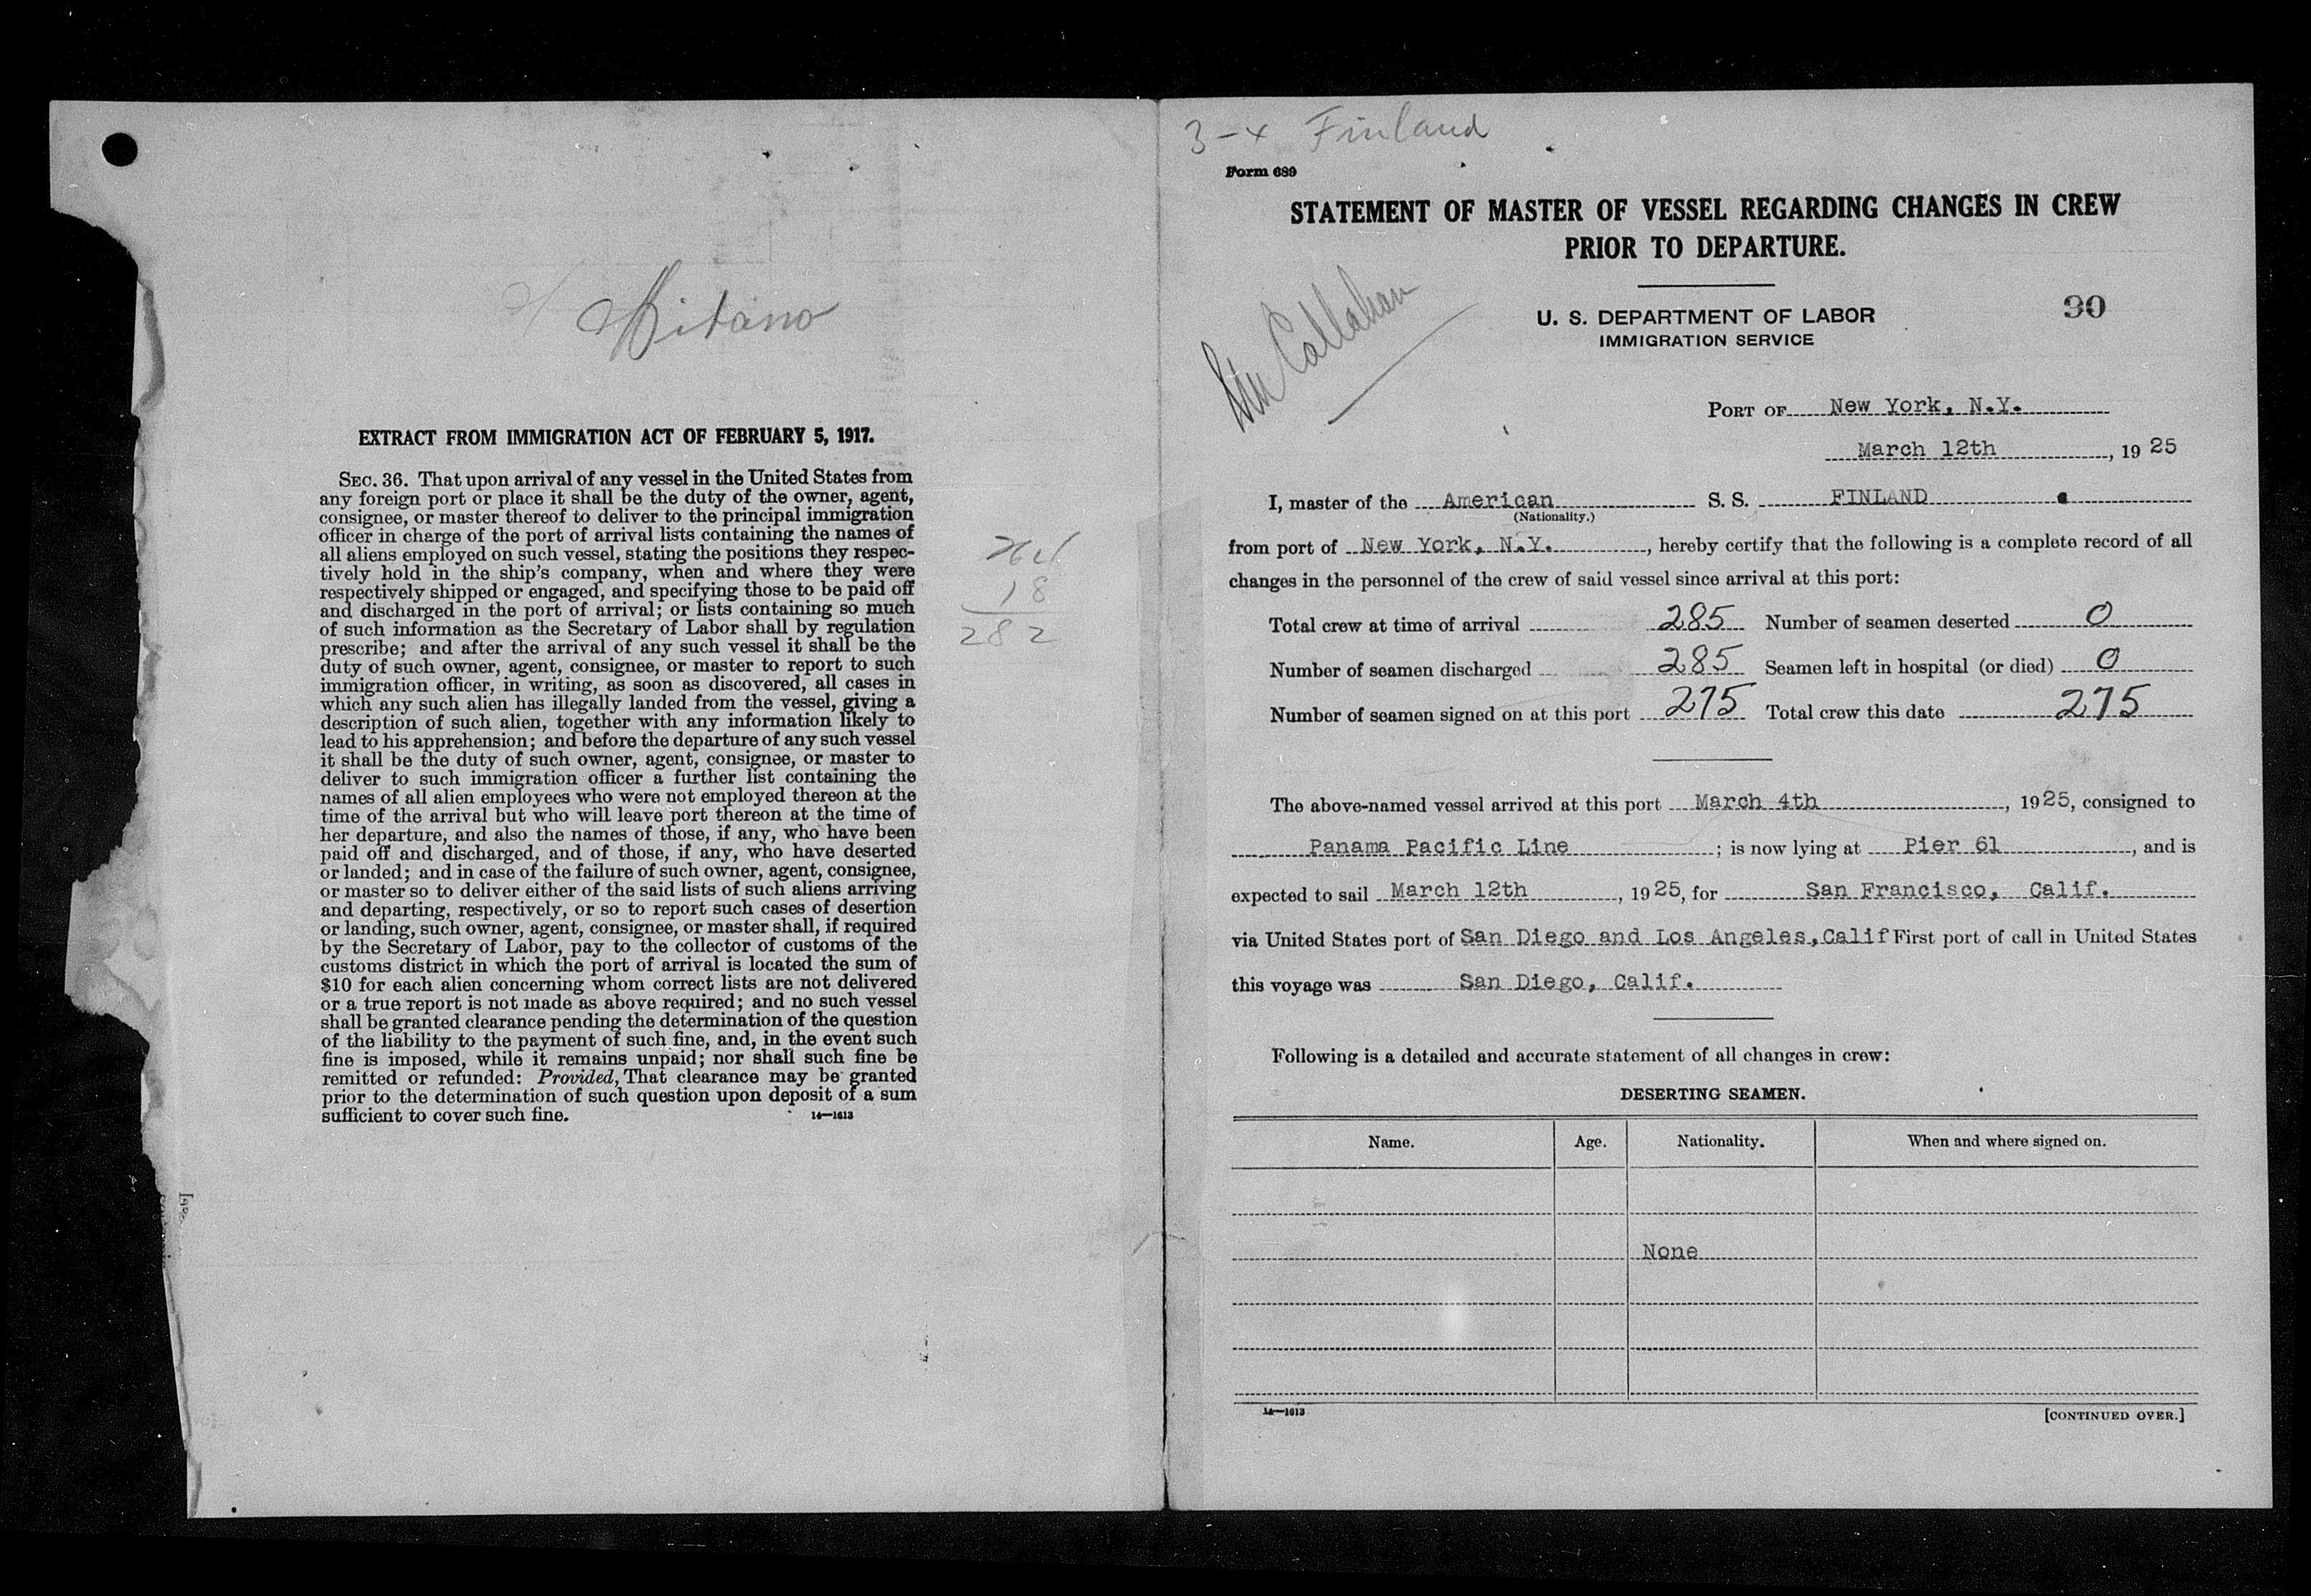 EXTRACT FROM IMMIGRATION ACT OF FEBRUARY 5, 1917.
SEC. 36. That upon arrival of any vessel in the United States from
any foreign port or place it shall be the duty of the owner, agent,
consignee, or master thereof to deliver to the principal immigration
officer in charge of the port of arrival lists containing the names of
all aliens employed on such vessel, stating the positions they respec-
tively hold in the ship's company, when and where they were
respectively shipped or engaged, and specifying those to be paid off
and discharged in the port of arrival; or lists containing so much
of such information as the Secretary of Labor shall by regulation
prescribe; and after the arrival of any such vessel it shall be the
duty of such owner, agent, consignee, or master to report to such
immigration officer, in writing, as soon as discovered, all cases in
which any such alien has illegally landed from the vessel, giving a
description of such alien, together with any information likely to
lead to his apprehension; and before the departure of any such vessel
it shall be the duty of such owner, agent, consignee, or master to
deliver to such immigration officer a further list containing the
names of all alien employees who were not employed thereon at the
time of the arrival but who will leave port thereon at the time of
her departure, and also the names of those, if any, who have been
paid off and discharged, and of those, if any, who have deserted
or landed; and in case of the failure of such owner, agent, consignee,
or master so to deliver either of the said lists of such aliens arriving
and departing, respectively, or so to report such cases of desertion
or landing, such owner, agent, consignee, or master shall, if required
by the Secretary of Labor, pay to the collector of customs of the
customs district in which the port of arrival is located the sum of
$10 for each alien concerning whom correct lists are not delivered
or a true report is not made as above required; and no such vessel
shall be granted clearance pending the determination of the question
of the liability to the payment of such fine, and, in the event such
fine is imposed, while it remains unpaid; nor shall such fine be
remitted or refunded: Provided, That clearance may be granted
prior to the determination of such question upon deposit of a sum
sufficient to cover such fine. 14—1613
18
282
3-4 Finland
Form 689
STATEMENT OF MASTER OF VESSEL REGARDING CHANGES IN CREW
PRIOR TO DEPARTURE.
Callahan
U. S. DEPARTMENT OF LABOR
IMMIGRATION SERVICE
30
PORT OF New York, N.Y.
March 12th, 1925
I, master of the American S. S. FINLAND
(Nationality.)
from port of New York, N.Y., hereby certify that the following is a complete record of all
changes in the personnel of the crew of said vessel since arrival at this port:
Total crew at time of arrival 285 Number of seamen deserted 0
Number of seamen discharged 285 Seamen left in hospital (or died) 0
Number of seamen signed on at this port 275 Total crew this date 275
The above-named vessel arrived at this port March 4th, 1925, consigned to
Panama Pacific Line; is now lying at Pier 61, and is
expected to sail March 12th, 1925, for San Francisco, Calif.
via United States port of San Diego and Los Angeles, Calif First port of call in United States
this voyage was San Diego, Calif.
Following is a detailed and accurate statement of all changes in crew:
DESERTING SEAMEN.
Name. Age. Nationality. When and where signed on.
None
14—1613 [CONTINUED OVER.]